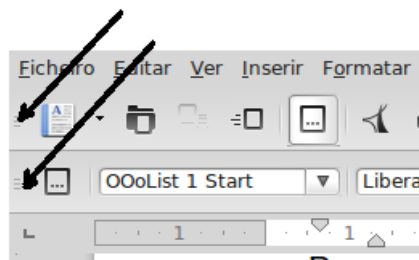 Ficheiro Editar Ver Inserir Formatar
OOoList 1 Start Libera
1 1